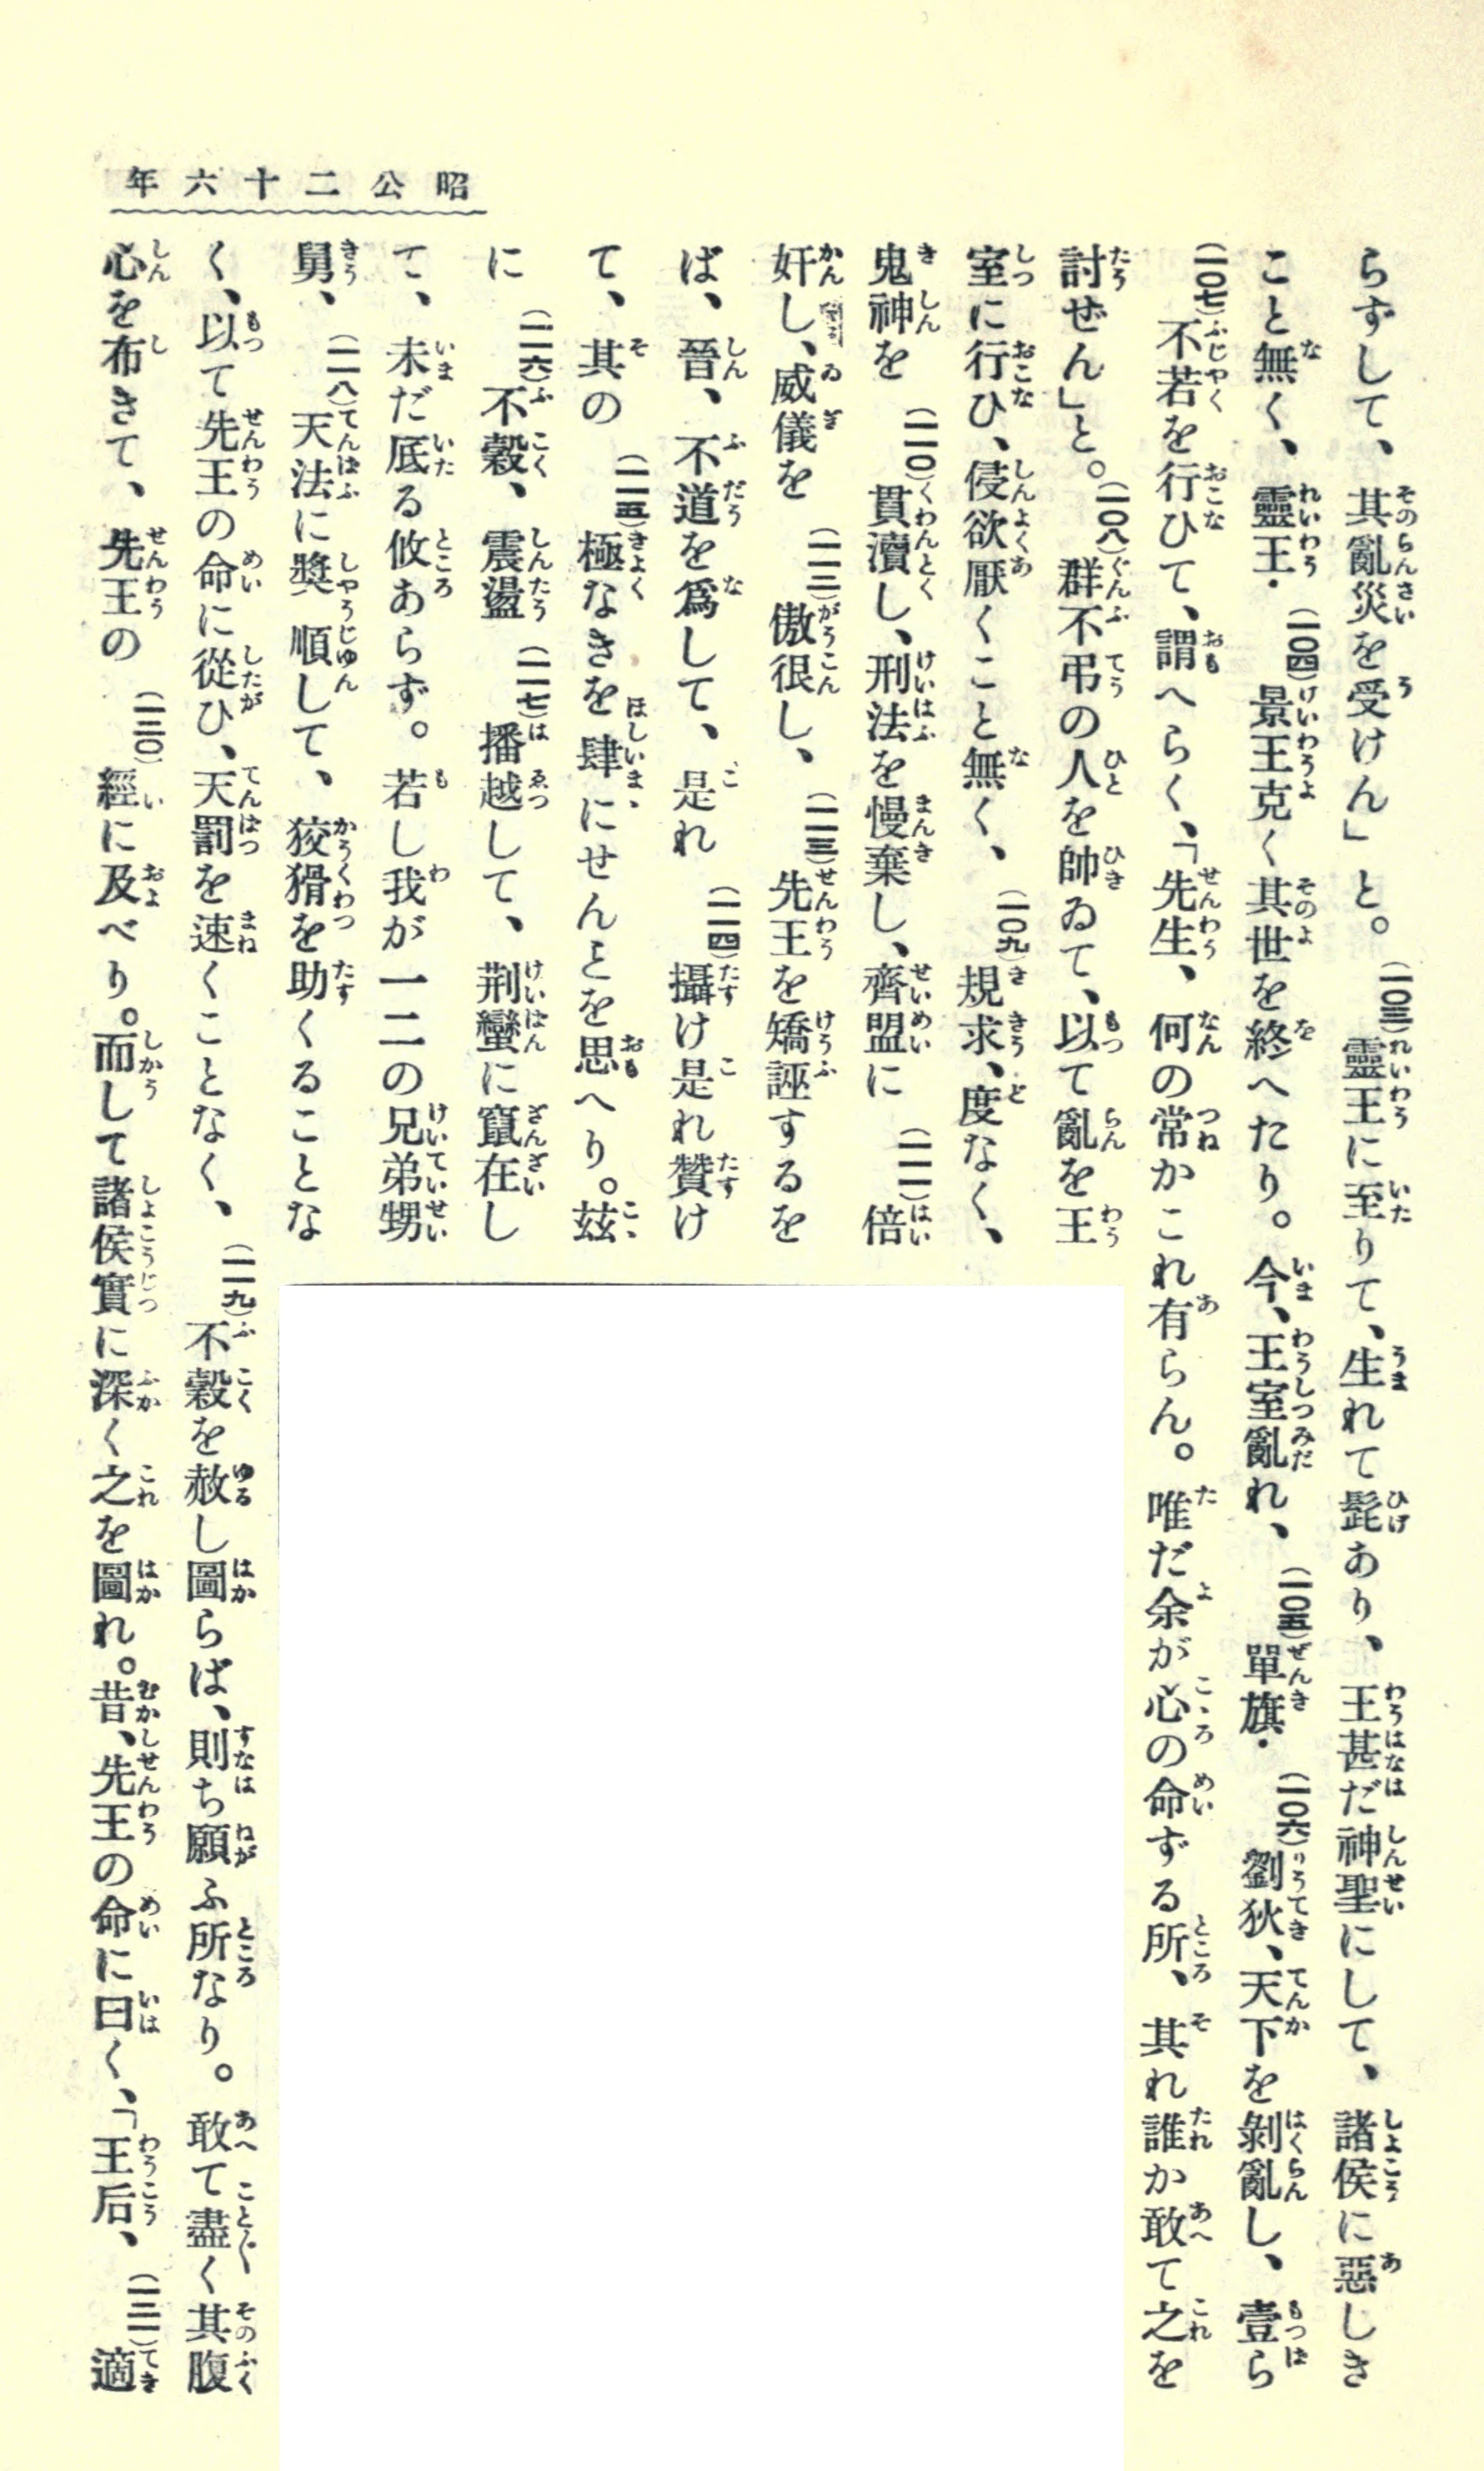 昭公二十六年
らずして、其亂災を受けん」と。(一〇三)靈王に至りて、生れて髭あり、王甚だ神聖にして、諸侯に惡しき
こと無く、靈王・(一〇四)景王克く其世を終へたり。今、王室亂れ、(一〇五)單旗・(一〇六)劉狄、天下を剝亂し、壹ら
(一〇七)不若を行ひて、謂へらく、「先生、何の常かこれ有らん。唯だ余が心の命ずる所、其れ誰か敢て之を
討ぜん」と。(一〇八)群不弔の人を帥ゐて、以て亂を王
室に行ひ、侵欲厭くこと無く、(一〇九)規求、度なく、
鬼神を(一一〇)貫瀆し、刑法を慢棄し、齊盟に(一一一)倍
奸し、威儀を(一一二)傲很し、(一一三)先王を矯誣するを
ば、晉、不道を爲して、是れ(一一四)攝け是れ贊け
て、其の(一一五)極なきを肆にせんとを思へり。玆
に(一一六)不穀、震盪(一一七)播越して、荆蠻に竄在し
て、未だ底る攸あらず。若し我が一二の兄弟甥
舅、(一一八)天法に奬順して、狡猾を助くることな
く、以て先王の命に從ひ、天罰を速くことなく、(一一九)不穀を赦し圖らば、則ち願ふ所なり。敢て盡く其腹
心を布きて、先王の(一二〇)經に及べり。而して諸侯實に深く之を圖れ。昔、先王の命に曰く、「王后、(一二一)適